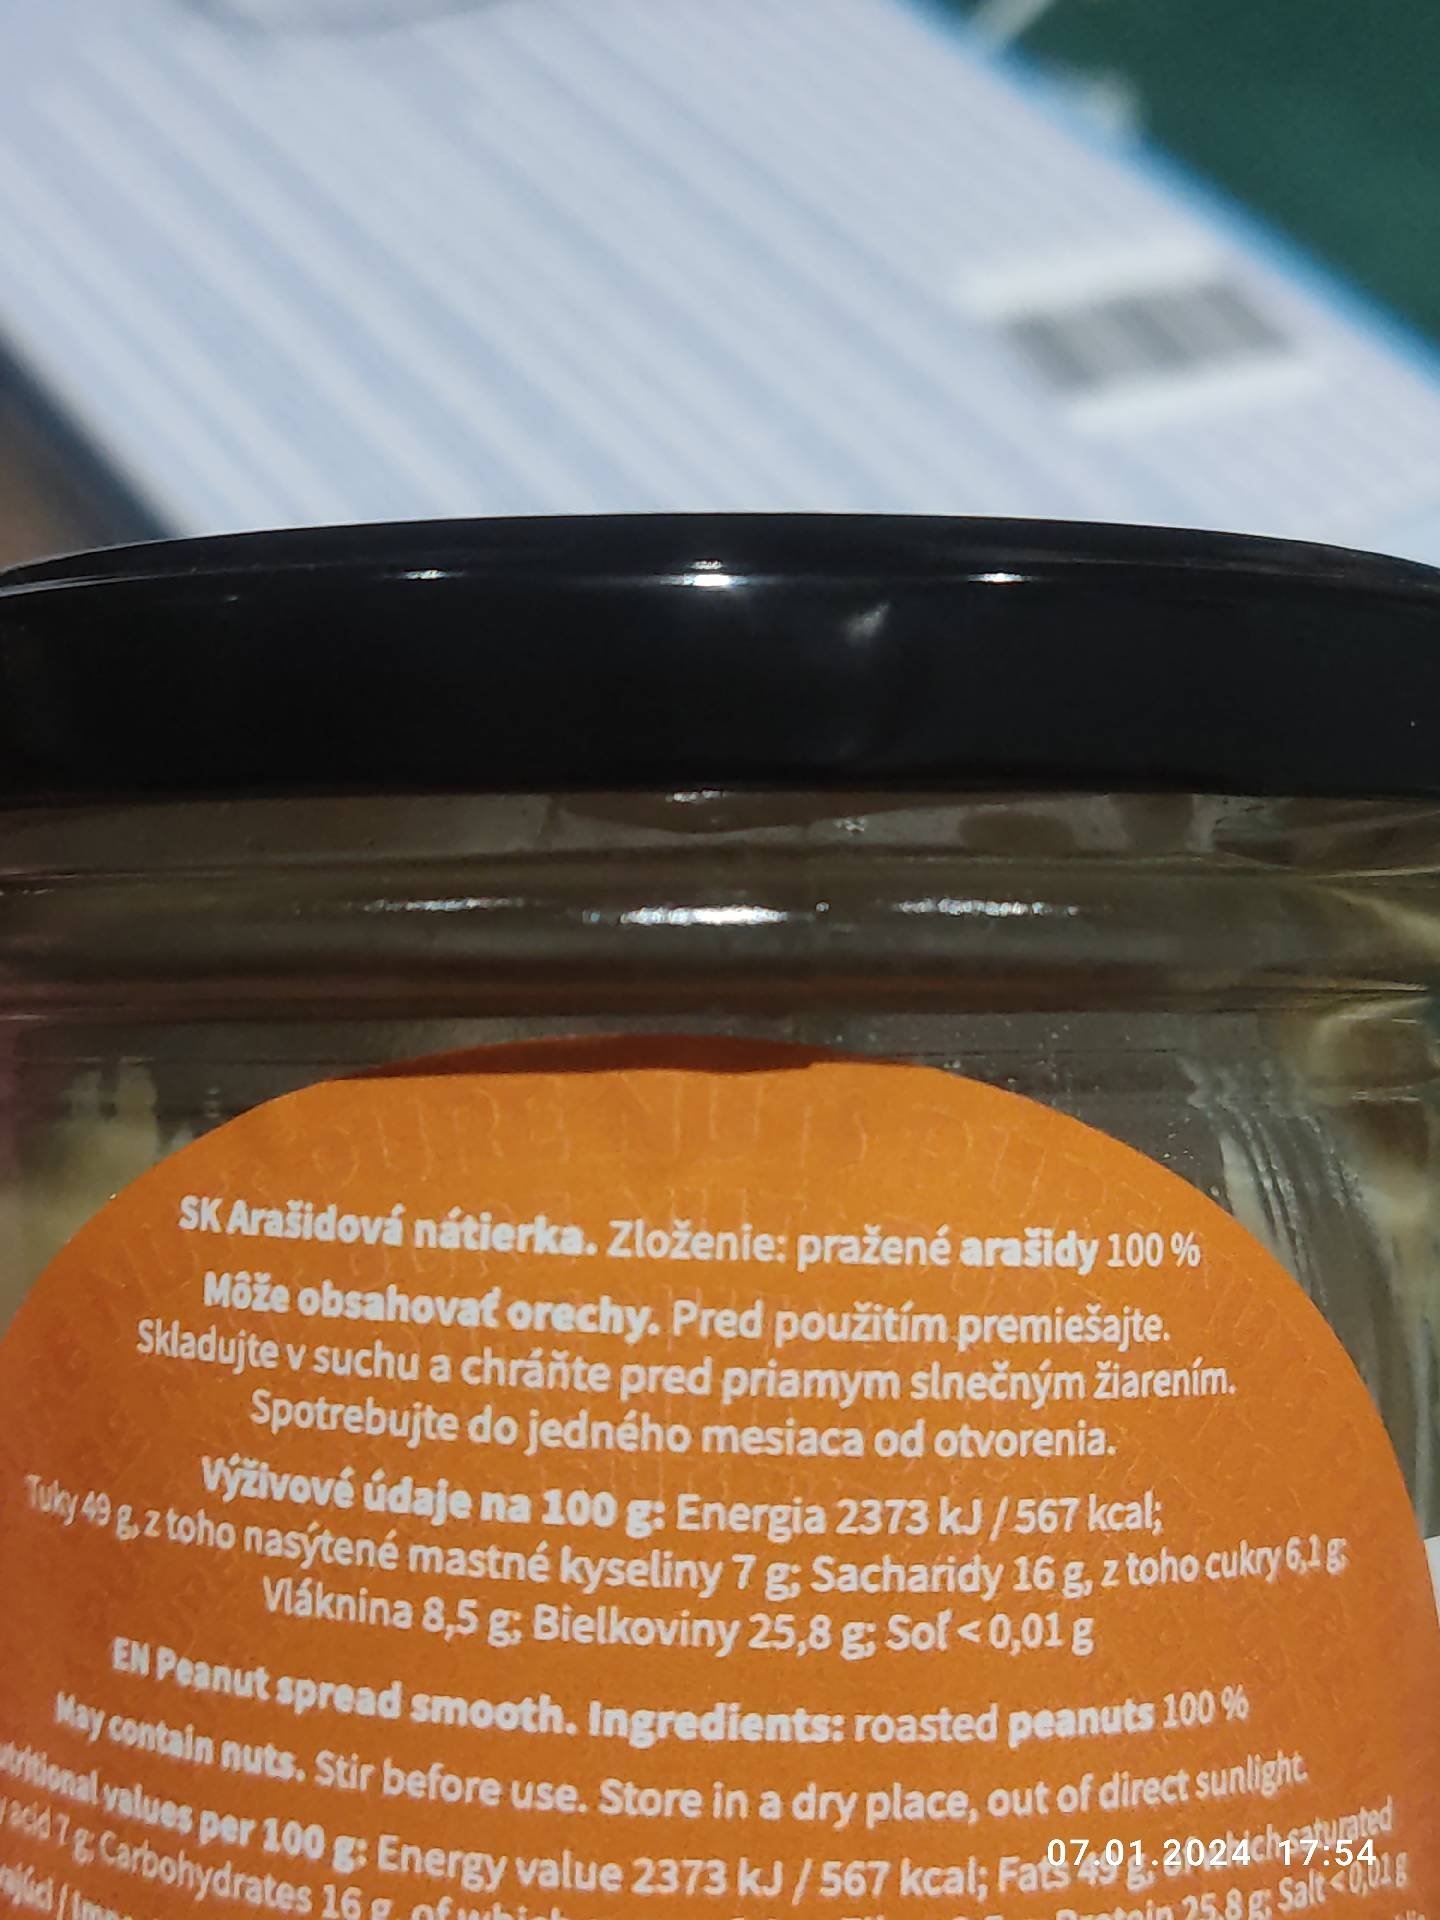 SK Arašidová nátierka. Zloženie: pražené arašidy 100 %
Môže obsahovať orechy. Pred použitím premiešajte.
Skladujte v suchu a chráňte pred priamym slnečným žiarením.
Spotrebujte do jedného mesiaca od otvorenia.
Výživové údaje na 100 g: Energia 2373 kJ / 567 kcal;
Tuky 49 g, z toho nasýtené mastné kyseliny 7 g; Sacharidy 16 g, z toho cukry 6,1 g;
Vláknina 8,5 g; Bielkoviny 25,8 g; Soľ < 0,01 g
EN Peanut spread smooth. Ingredients: roasted peanuts 100 %
May contain nuts. Stir before use. Store in a dry place, out of direct sunlight.
values per 100 g: Energy value 2373 kJ / 567 kcal; Fats 49 g, saturated
acid 7 g; Carbohydrates 16 g, of which Protein 25,8 g; Salt < 0,01 g
07.01.2024 17:54